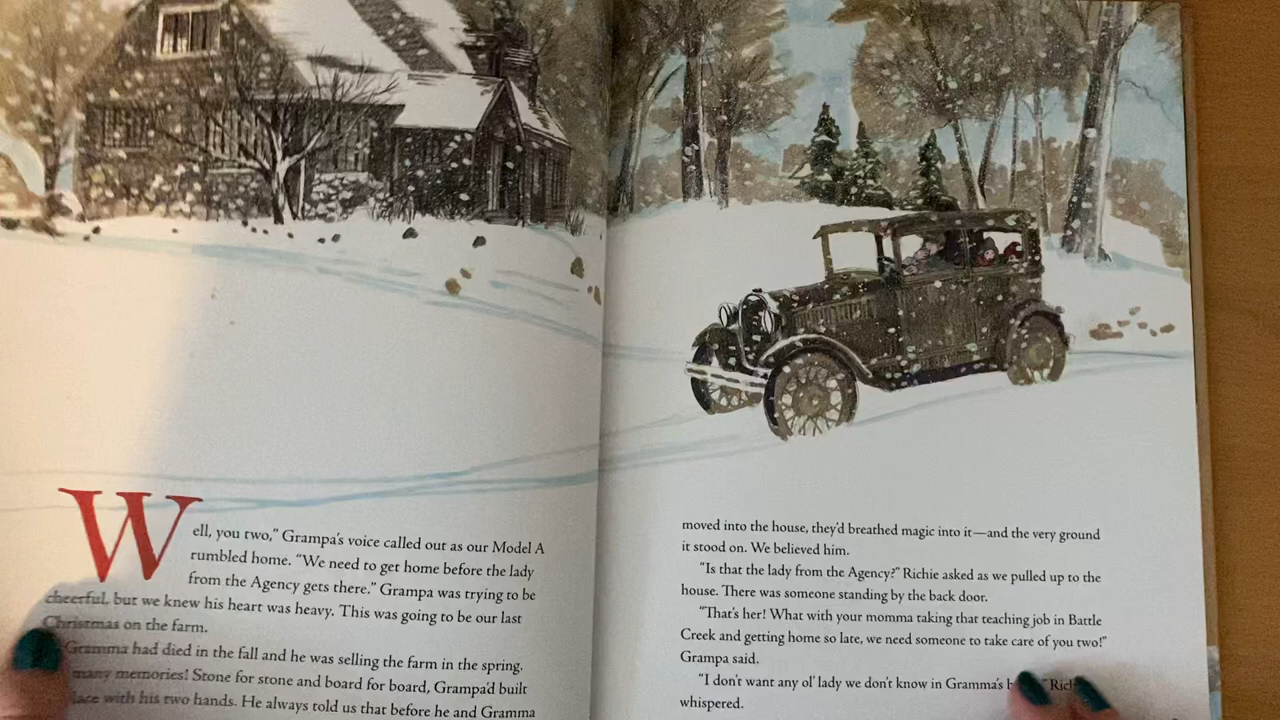 Well, you two,” Grampa’s voice called out as our Model A
rumbled home. “We need to get home before the lady
from the Agency gets there.” Grampa was trying to be
cheerful, but we knew his heart was heavy. This was going to be our last
Christmas on the farm.
Gramma had died in the fall and he was selling the farm in the spring.
many memories! Stone for stone and board for board, Grampa'd built
place with his two hands. He always told us that before he and Gramma
moved into the house, they’d breathed magic into it—and the very ground
it stood on. We believed him.
“Is that the lady from the Agency?” Richie asked as we pulled up to the
house. There was someone standing by the back door.
“That’s her! What with your momma taking that teaching job in Battle
Creek and getting home so late, we need someone to take care of you two!”
Grampa said.
“I don’t want any ol’ lady we don’t know in Gramma’s
whispered.